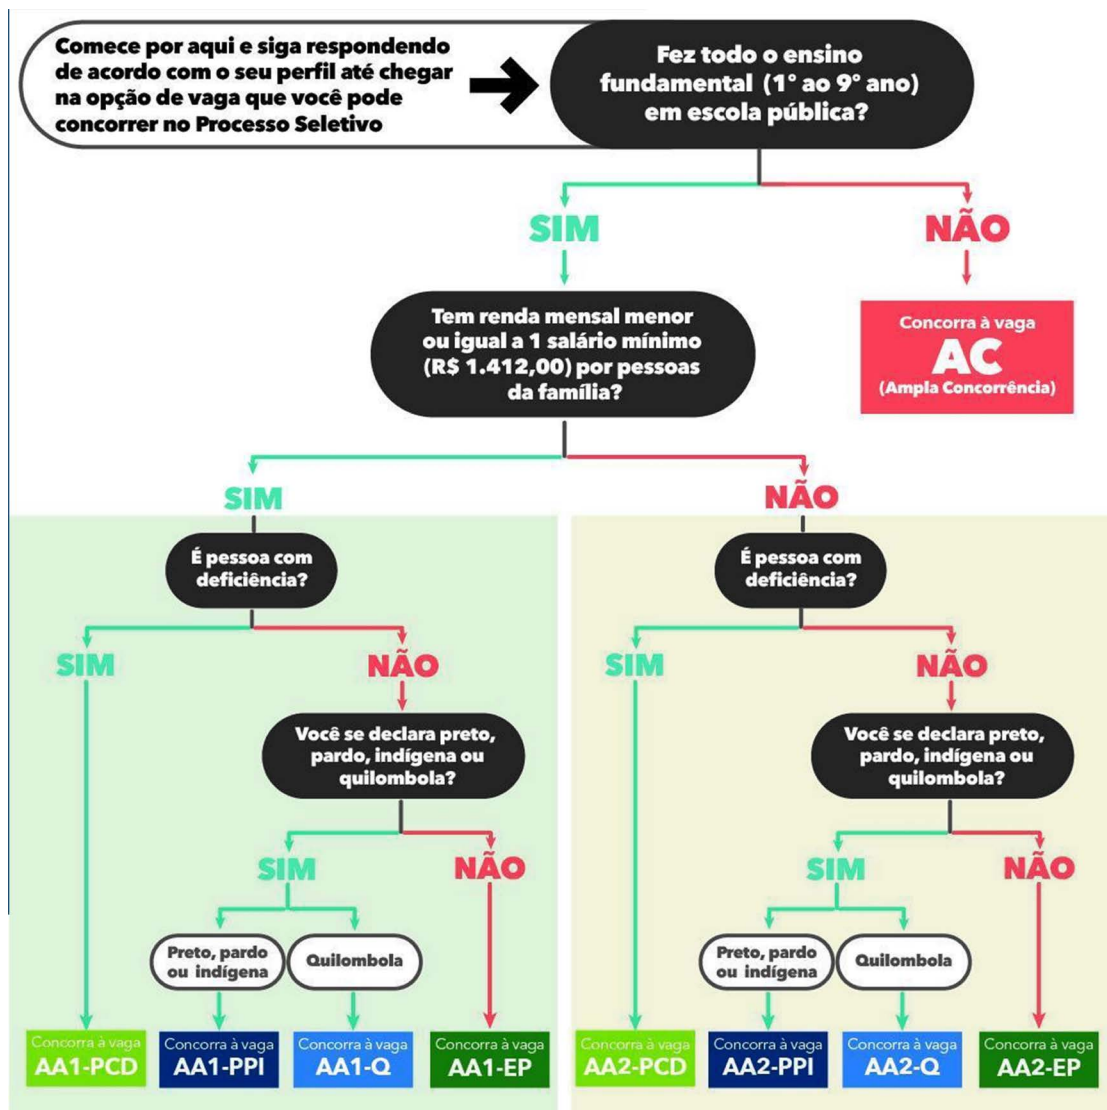 Comece por aqui e siga respondendo
de acordo com o seu perfil até chegar
na opção de vaga que você pode
concorrer no Processo Seletivo
Fez todo o ensino
fundamental (1º ao 9º ano)
em escola pública?
SIM
NÃO
Tem renda mensal menor
ou igual a 1 salário mínimo
(R$ 1.412,00) por pessoas
da família?
Concorra à vaga
AC
(Ampla Concorrência)
SIM
NÃO
É pessoa com
deficiência?
SIM
NÃO
Você se declara preto,
pardo, indígena ou
quilombola?
SIM
NÃO
Preto, pardo
ou indígena
Quilombola
Concorra à vaga
AA1-PCD
Concorra à vaga
AA1-PPI
Concorra à vaga
AA1-Q
Concorra à vaga
AA1-EP
É pessoa com
deficiência?
SIM
NÃO
Você se declara preto,
pardo, indígena ou
quilombola?
SIM
NÃO
Preto, pardo
ou indígena
Quilombola
Concorra à vaga
AA2-PCD
Concorra à vaga
AA2-PPI
Concorra à vaga
AA2-Q
Concorra à vaga
AA2-EP